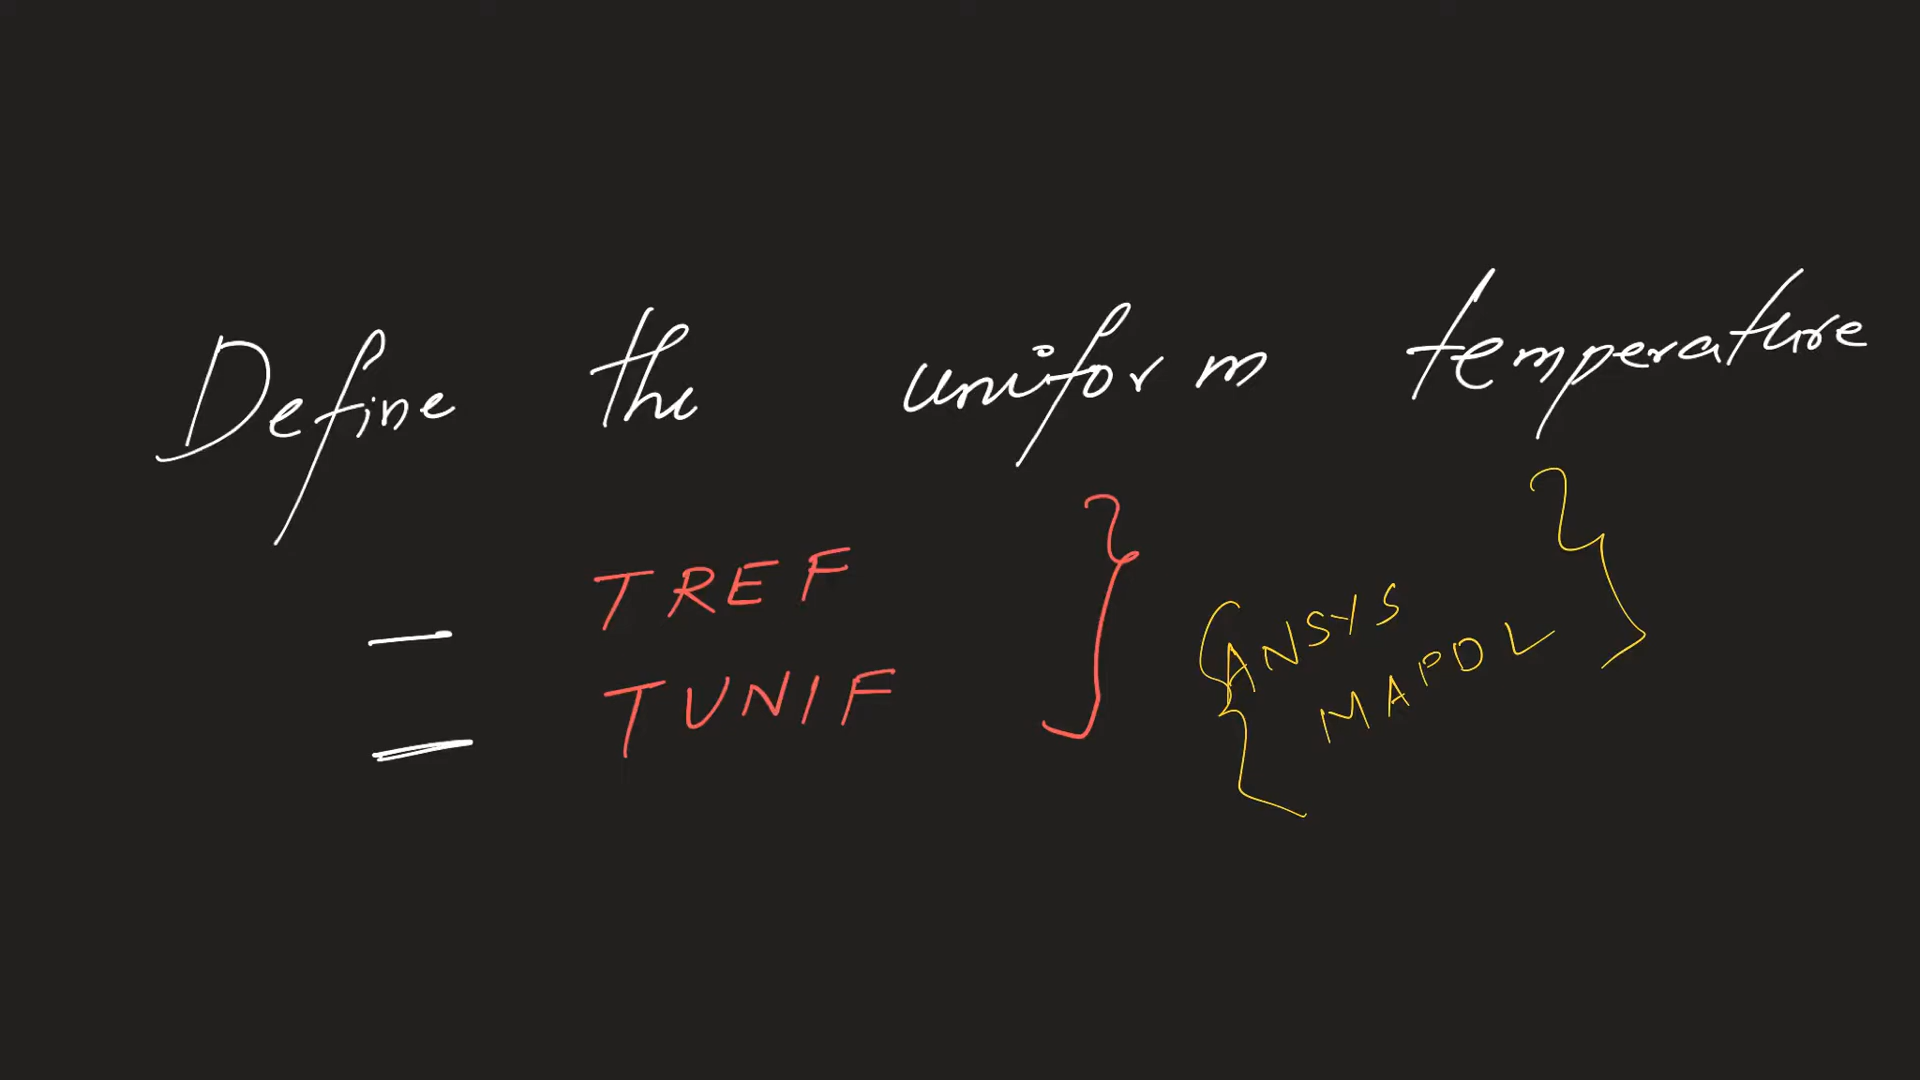 Define the uniform temperature
– TREF }
– TUNIF
{ ANSYS }
MAPDL